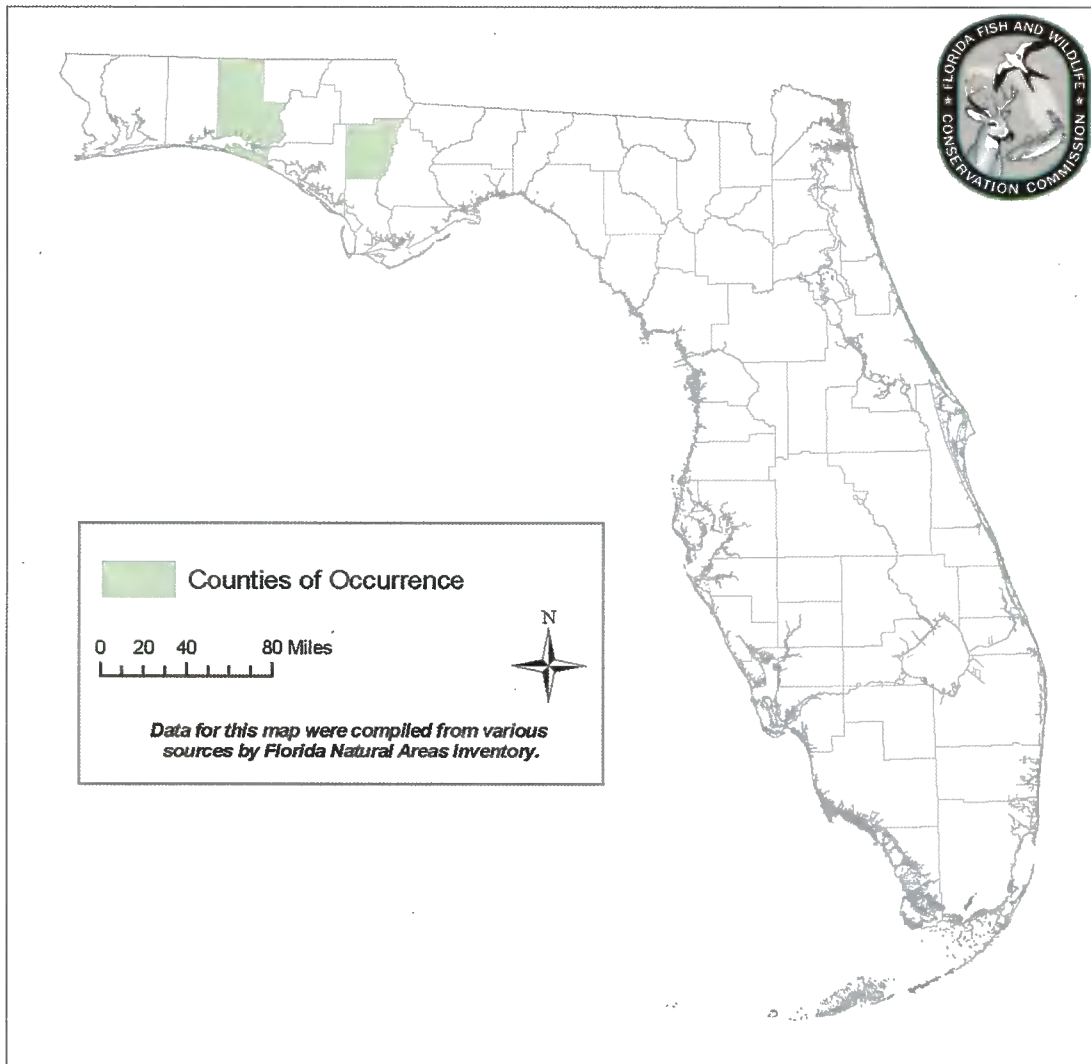 ★ FLORIDA FISH AND WILDLIFE ★
CONSERVATION COMMISSION
Counties of Occurrence
0 20 40 80 Miles
N
Data for this map were compiled from various
sources by Florida Natural Areas Inventory.